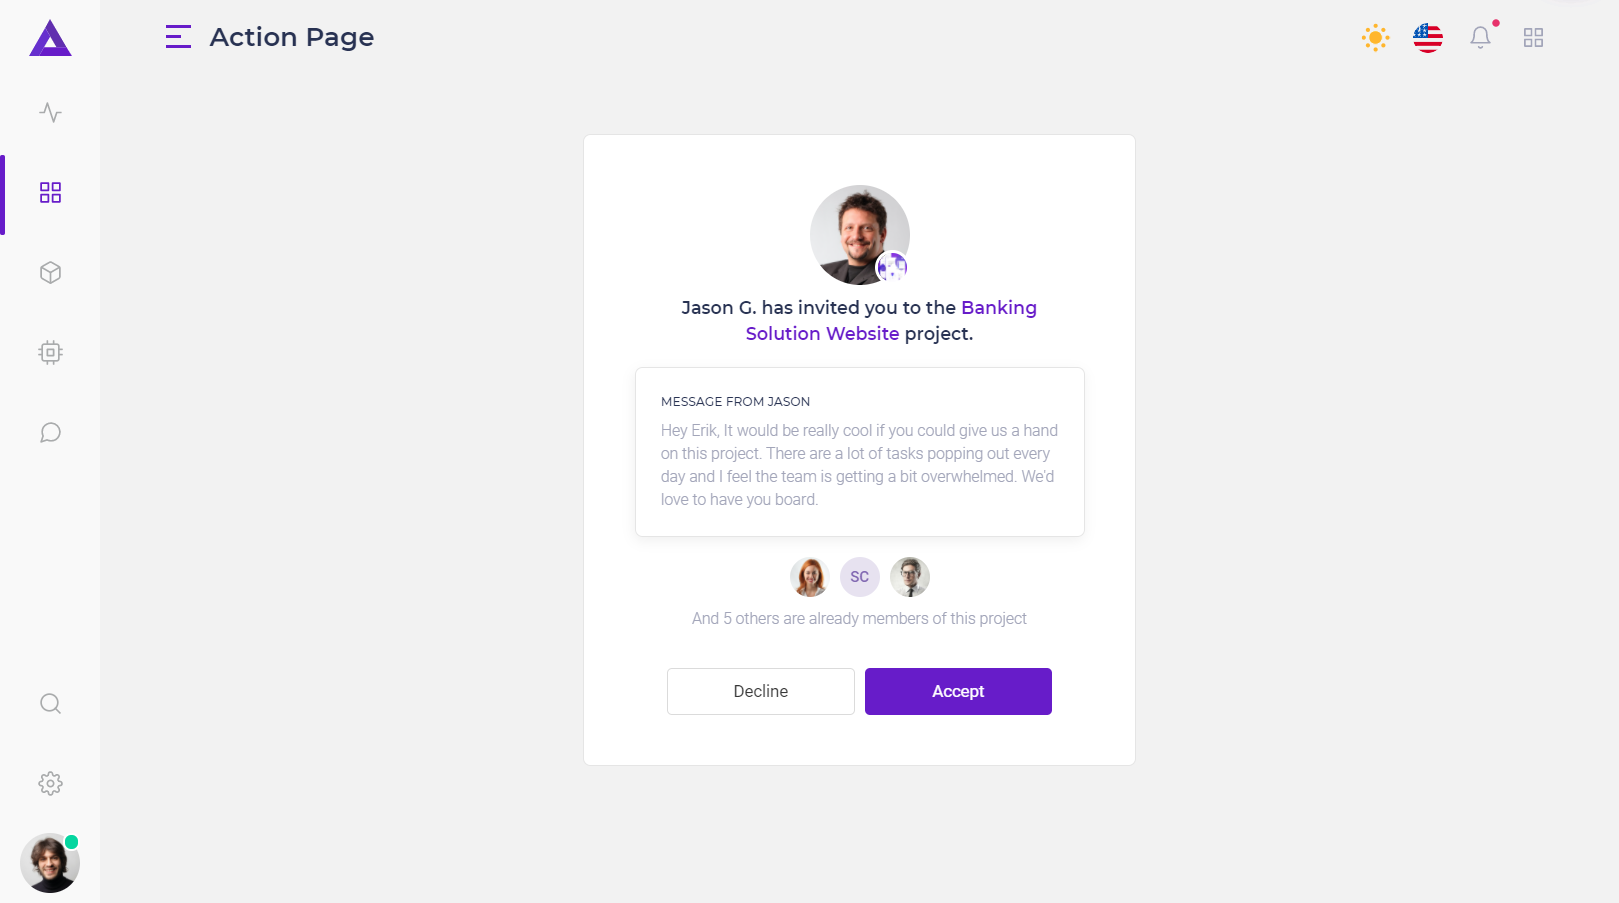 Action Page
Jason G. has invited you to the Banking
Solution Website project.
MESSAGE FROM JASON
Hey Erik, It would be really cool if you could give us a hand
on this project. There are a lot of tasks popping out every
day and I feel the team is getting a bit overwhelmed. We'd
love to have you board.
SC
And 5 others are already members of this project
Decline
Accept